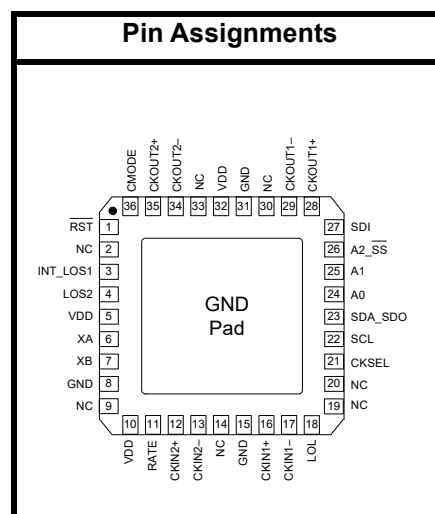 Pin Assignments
CMODE
CKOUT2+
CKOUT2–
NC
VDD
GND
NC
CKOUT1–
CKOUT1+
36 35 34 33 32 31 30 29 28
RST 1
NC 2
INT_LOS1 3
LOS2 4
VDD 5
XA 6
XB 7
GND 8
NC 9
GND
Pad
27 SDI
26 A2_SS
25 A1
24 A0
23 SDA_SDO
22 SCL
21 CKSEL
20 NC
19 NC
10 11 12 13 14 15 16 17 18
VDD
RATE
CKIN2+
CKIN2–
NC
GND
CKIN1+
CKIN1–
LOL